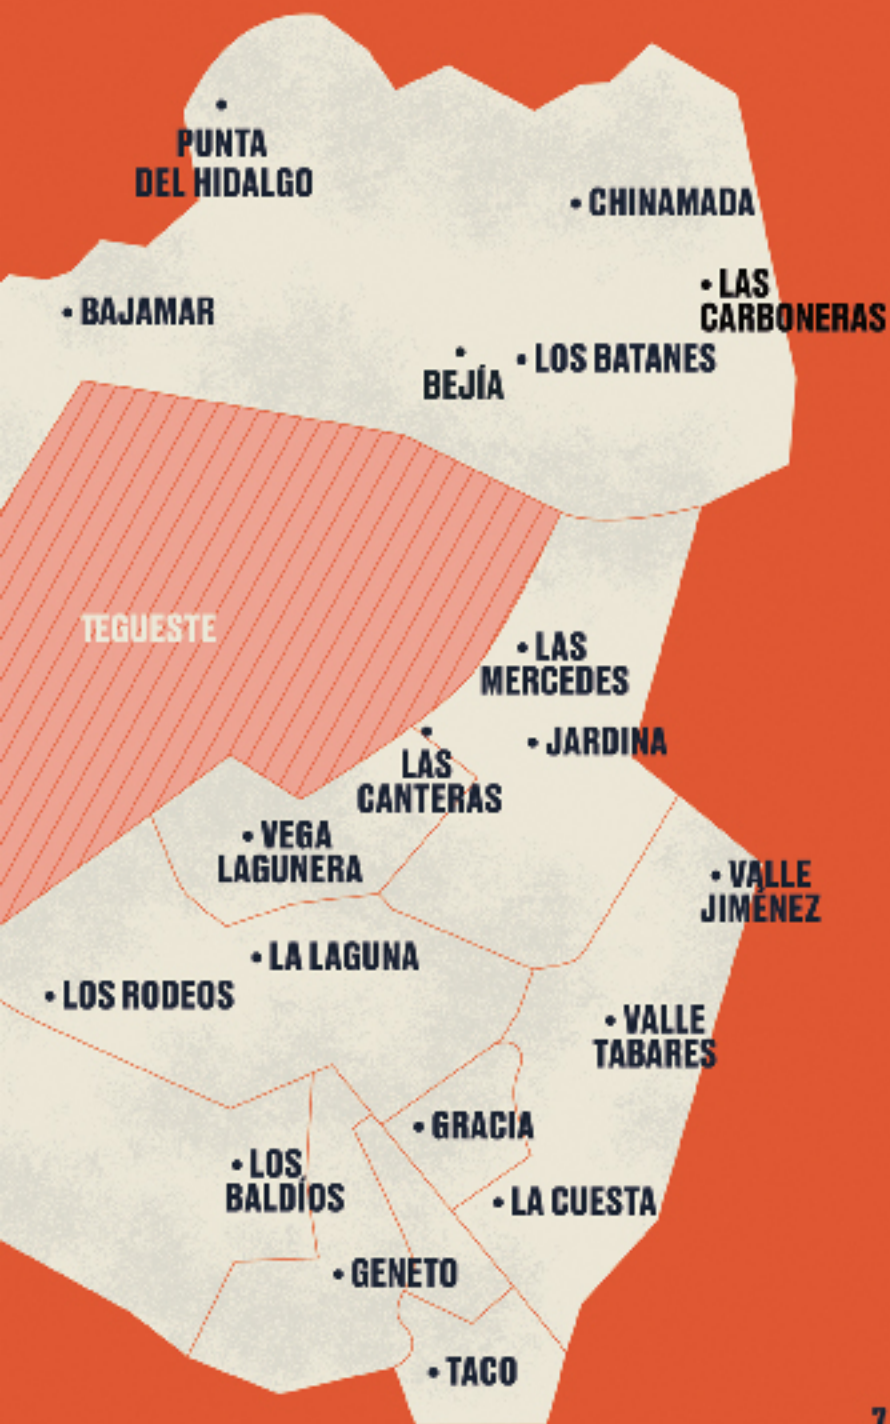 PUNTA
DEL HIDALGO
CHINAMADA
LAS
CARBONERAS
BAJAMAR
LOS BATANES
BEJÍA
TEGUESTE
LAS
MERCEDES
JARDINA
LAS
CANTERAS
VEGA
LAGUNERA
VALLE
JIMÉNEZ
LA LAGUNA
LOS RODEOS
VALLE
TABARES
GRACIA
LOS
BALDÍOS
LA CUESTA
GENETO
TACO